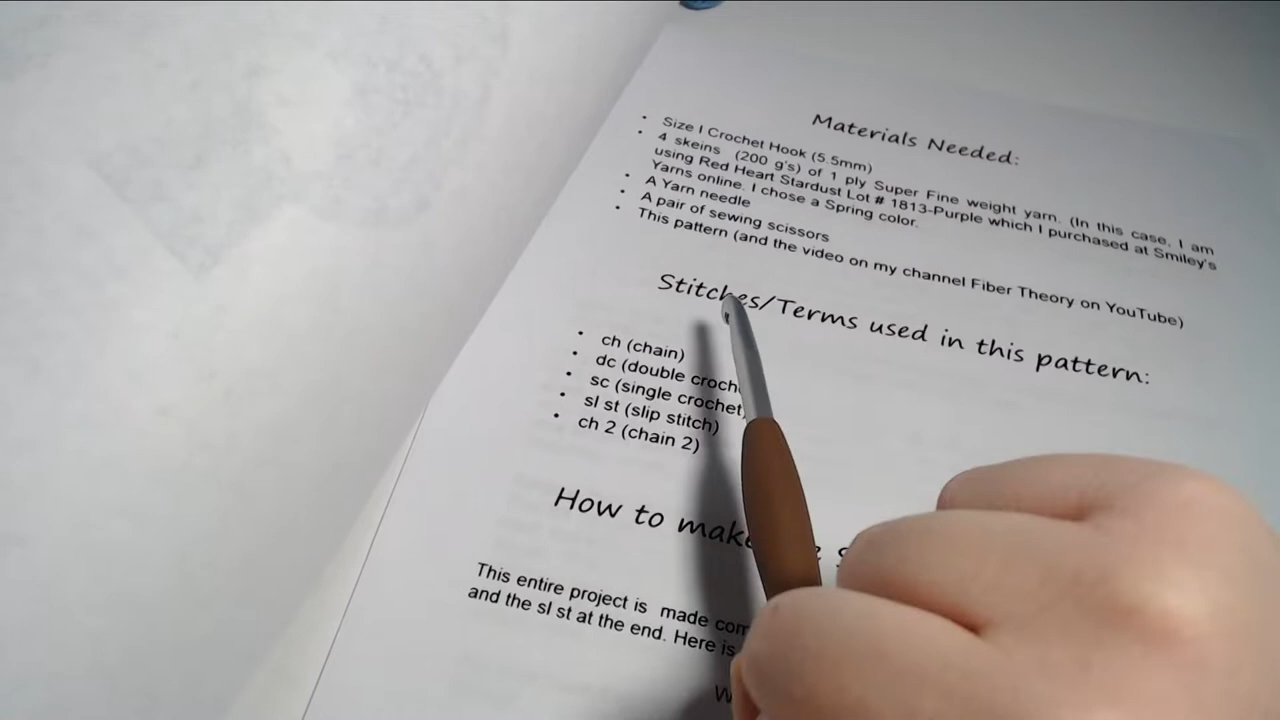 Materials Needed:
Size I Crochet Hook (5.5mm)
4 skeins (200 g's) of 1 ply Super Fine weight yarn. (In this case, I am
using Red Heart Stardust Lot # 1813-Purple which I purchased at Smiley's
Yarns online. I chose a Spring color.
A Yarn needle
A pair of sewing scissors
This pattern (and the video on my channel Fiber Theory on YouTube)
Stitches/Terms used in this pattern:
ch (chain)
dc (double croch
sc (single crochet)
sl st (slip stitch)
ch 2 (chain 2)
How to make
This entire project is made com
and the sl st at the end. Here is